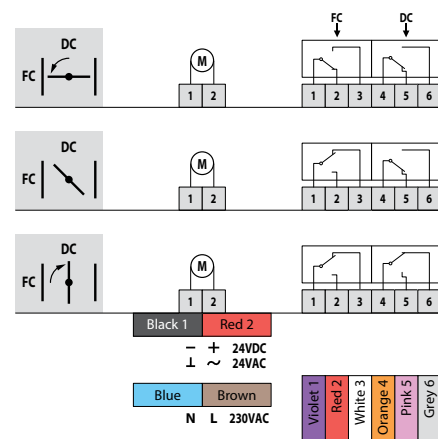 FC DC
DC
FC
M
1 2
1 2 3 4 5 6
DC
FC
M
1 2
1 2 3 4 5 6
DC
FC
M
1 2
1 2 3 4 5 6
Black 1 Red 2
− + 24VDC
⊥ ~ 24VAC
Blue Brown
N L 230VAC
Violet 1
Red 2
White 3
Orange 4
Pink 5
Grey 6